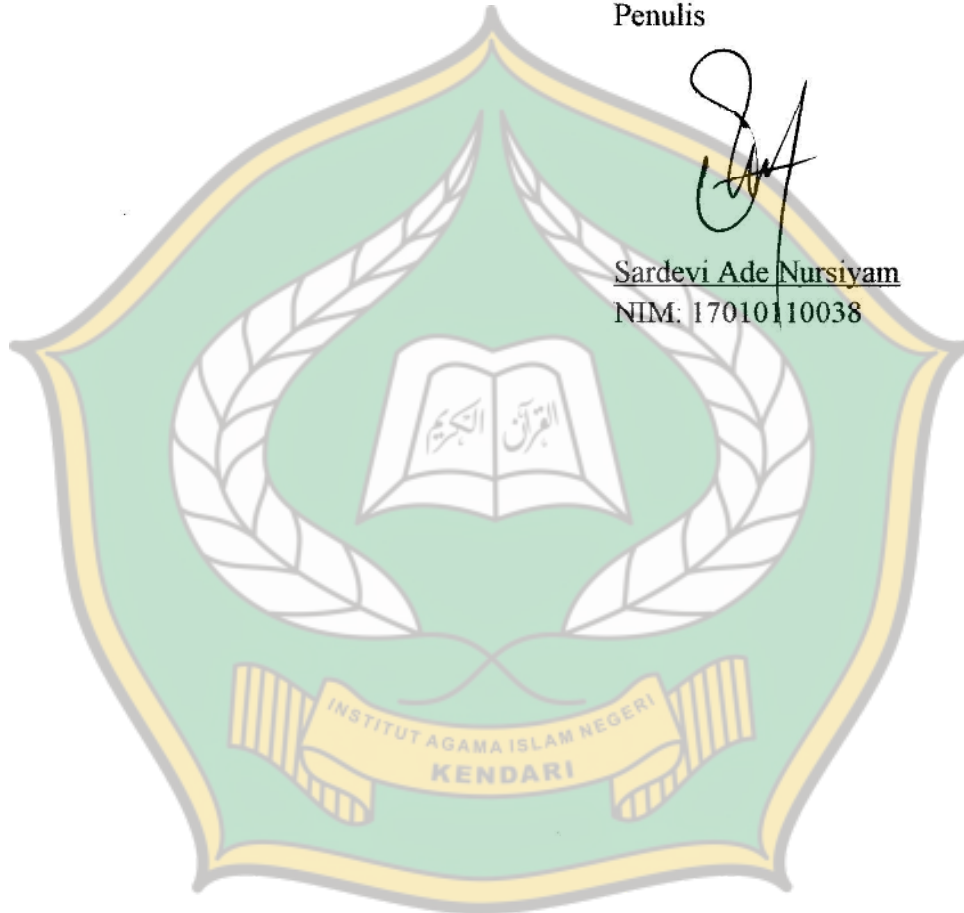 Penulis
Sardevi Ade Nursiyam
NIM: 17010110038
القرآن الكريم
INSTITUT AGAMA ISLAM NEGERI
KENDARI